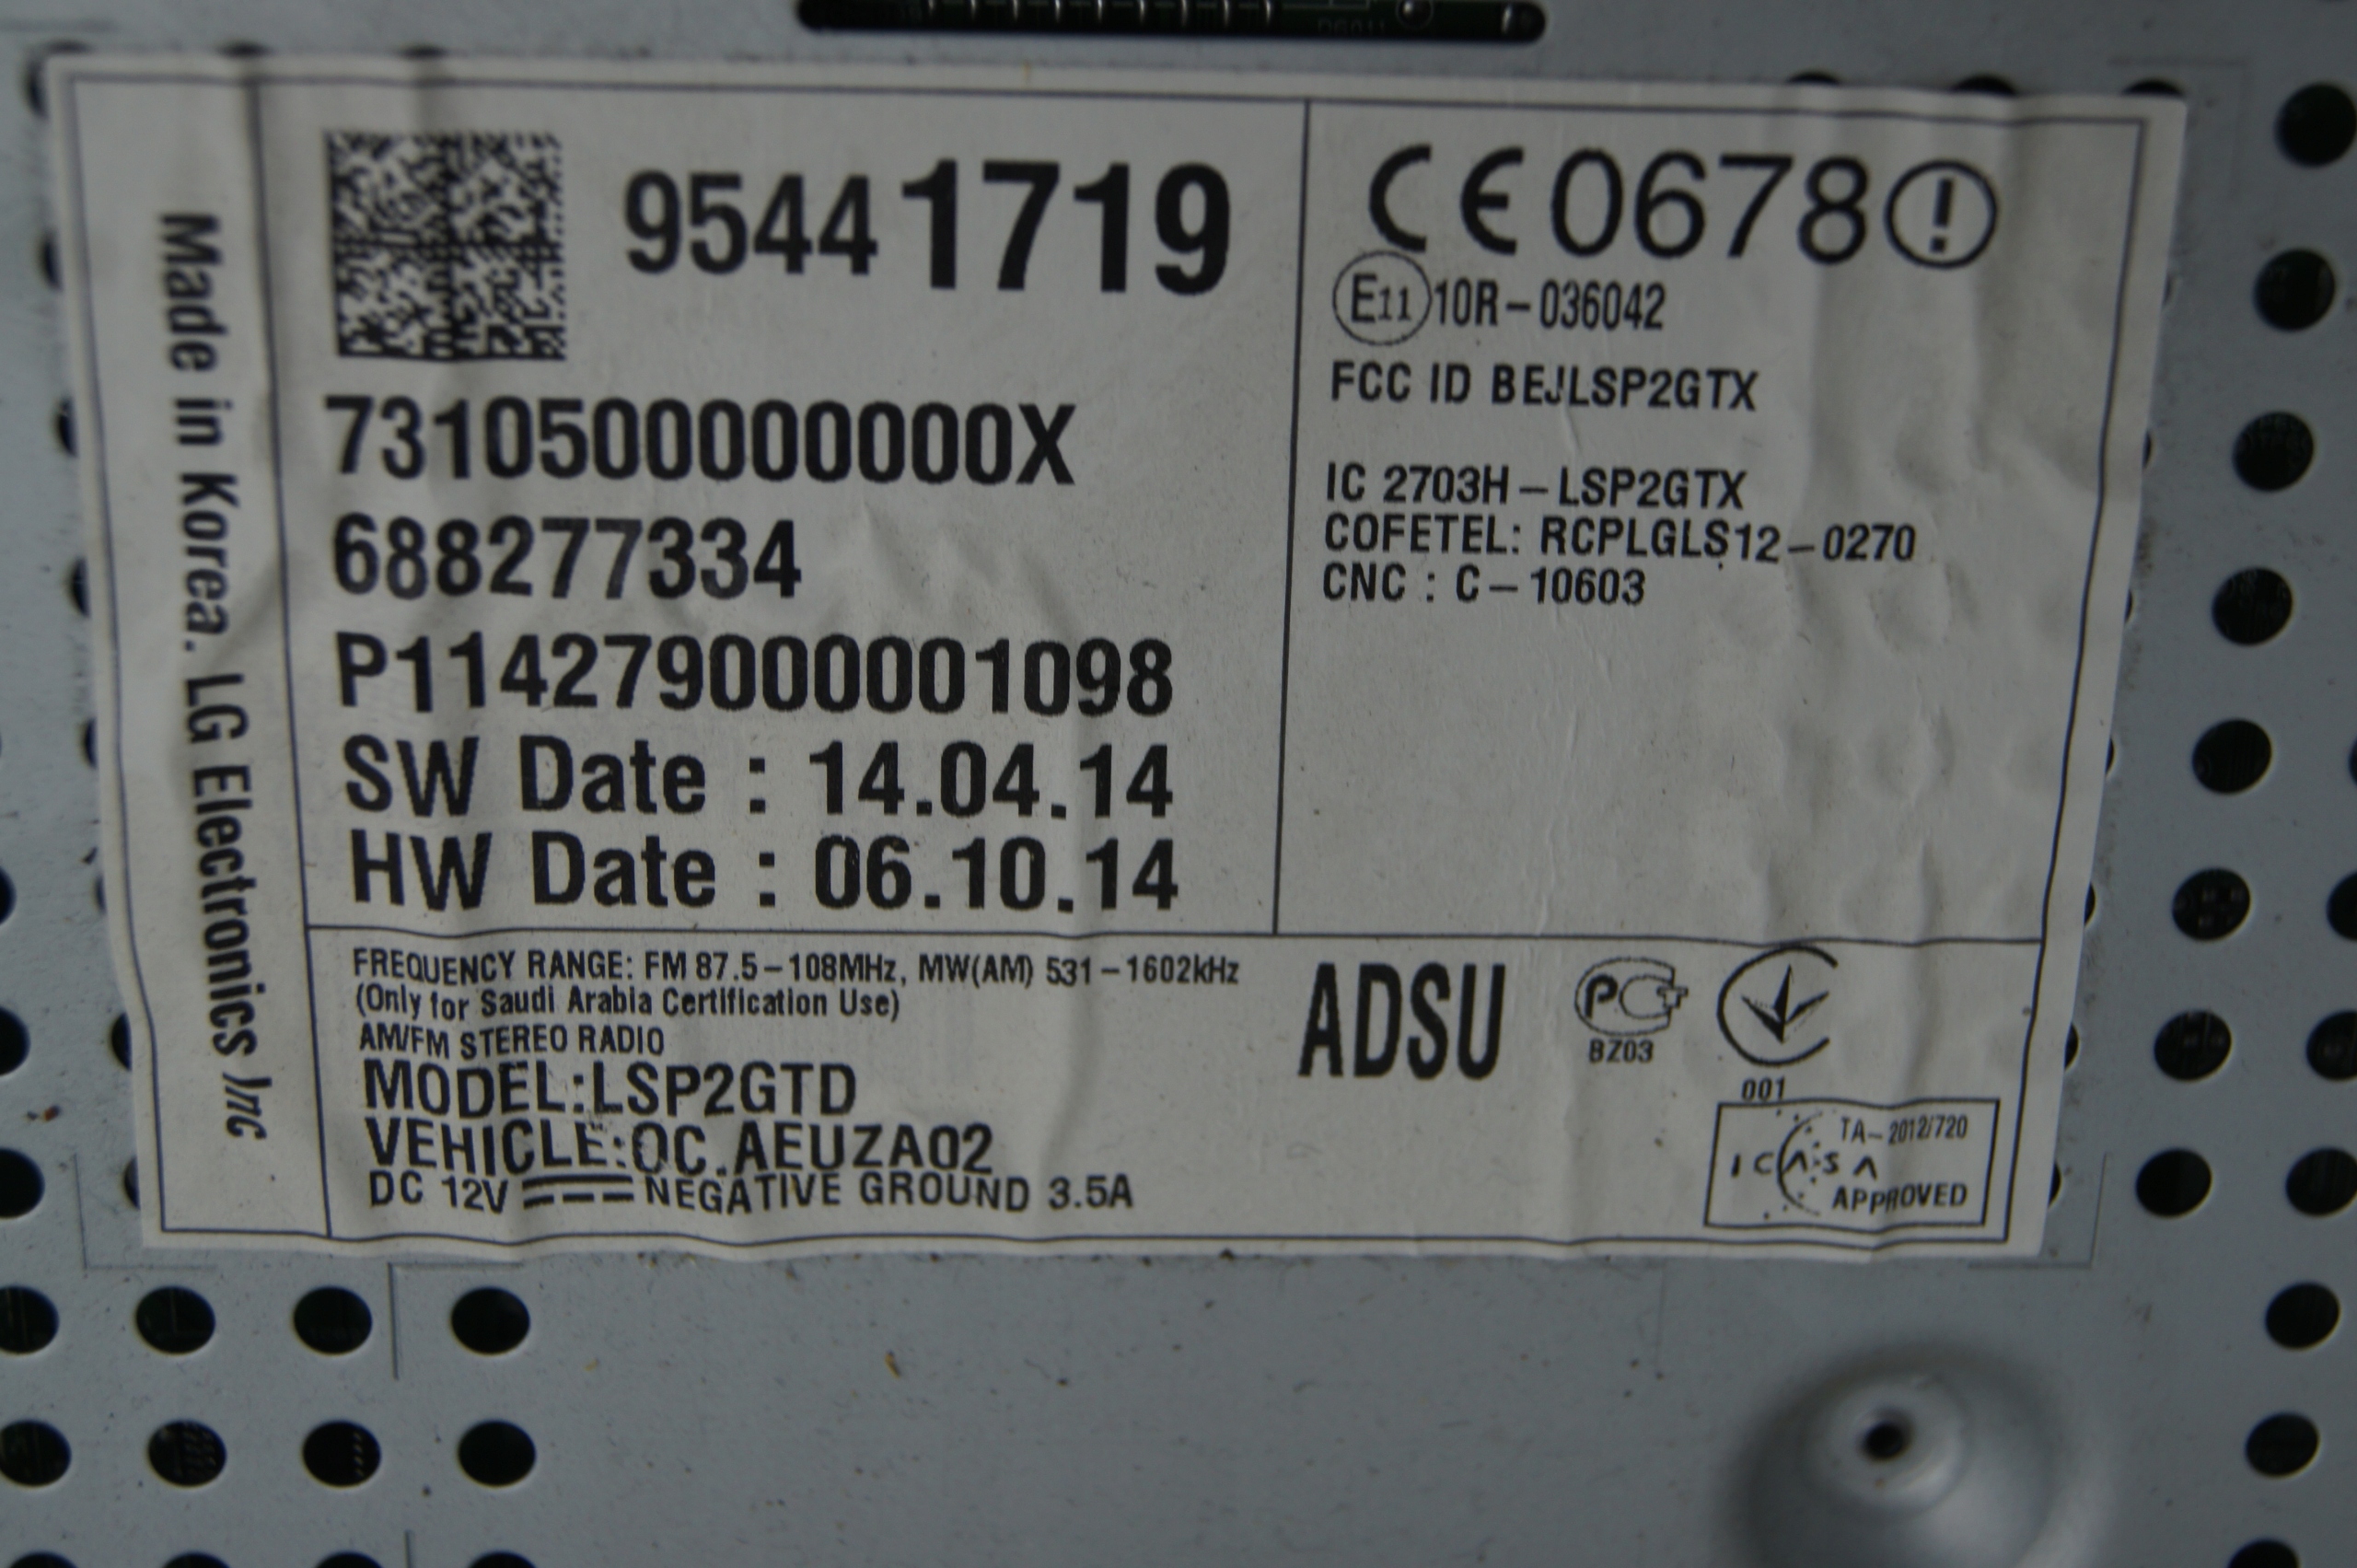 Made in Korea. LG Electronics Inc
95441719
7310500000000X
688277334
P114279000001098
SW Date : 14.04.14
HW Date : 06.10.14
CE0678
E11 10R-036042
FCC ID BEJLSP2GTX
IC 2703H-LSP2GTX
COFETEL: RCPLGLS12-0270
CNC : C-10603
FREQUENCY RANGE: FM 87.5-108MHz, MW(AM) 531-1602kHz
(Only for Saudi Arabia Certification Use)
AM/FM STEREO RADIO
MODEL:LSP2GTD
VEHICLE:OC.AEUZA02
DC 12V NEGATIVE GROUND 3.5A
ADSU
PC
BZ03
001
TA-2012/720
ICASA
APPROVED